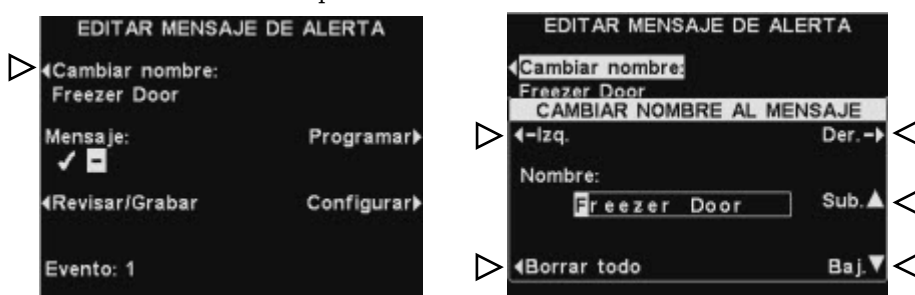 EDITAR MENSAJE DE ALERTA
Cambiar nombre:
Freezer Door
Mensaje:
Programar
✓ -
Revisar/Grabar
Configurar
Evento: 1
EDITAR MENSAJE DE ALERTA
Cambiar nombre:
Freezer Door
CAMBIAR NOMBRE AL MENSAJE
-Izq.
Der.-
Nombre:
Freezer Door
Sub.
Borrar todo
Baj.